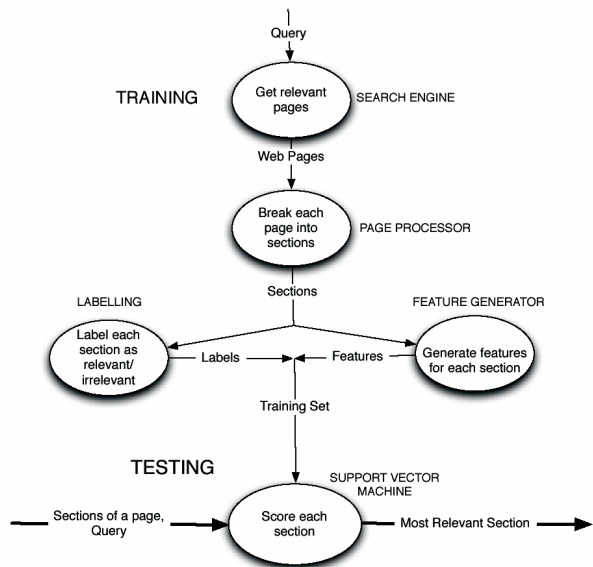 Query
TRAINING
Get relevant
pages
SEARCH ENGINE
Web Pages
Break each
page into
sections
PAGE PROCESSOR
Sections
LABELLING
FEATURE GENERATOR
Label each
section as
relevant/
irrelevant
Labels
Features
Generate features
for each section
Training Set
TESTING
SUPPORT VECTOR
MACHINE
Sections of a page,
Query
Score each
section
Most Relevant Section